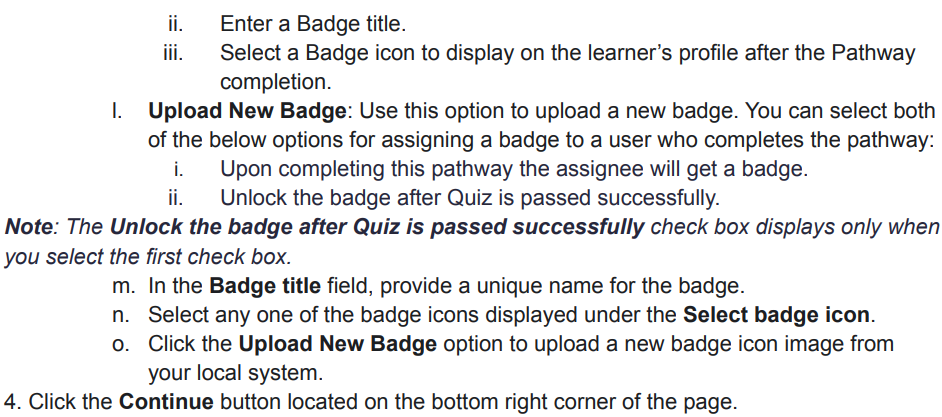 ii. Enter a Badge title.
iii. Select a Badge icon to display on the learner's profile after the Pathway
completion.
l. Upload New Badge: Use this option to upload a new badge. You can select both
of the below options for assigning a badge to a user who completes the pathway:
i. Upon completing this pathway the assignee will get a badge.
ii. Unlock the badge after Quiz is passed successfully.
Note: The Unlock the badge after Quiz is passed successfully check box displays only when
you select the first check box.
m. In the Badge title field, provide a unique name for the badge.
n. Select any one of the badge icons displayed under the Select badge icon.
o. Click the Upload New Badge option to upload a new badge icon image from
your local system.
4. Click the Continue button located on the bottom right corner of the page.